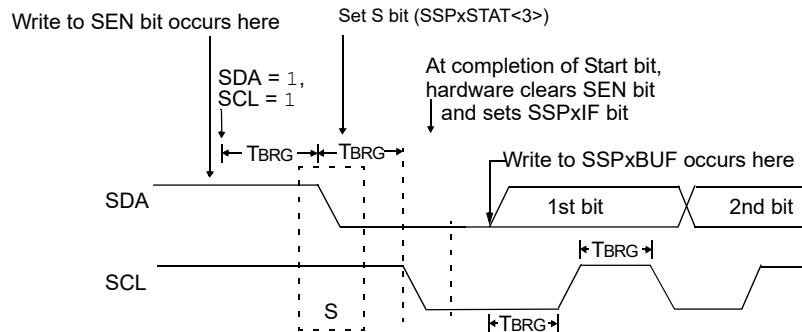 Write to SEN bit occurs here
Set S bit (SSPxSTAT<3>)
SDA = 1,
SCL = 1
At completion of Start bit,
hardware clears SEN bit
and sets SSPxIF bit
TBRG
TBRG
Write to SSPxBUF occurs here
SDA
1st bit
2nd bit
TBRG
SCL
S
TBRG